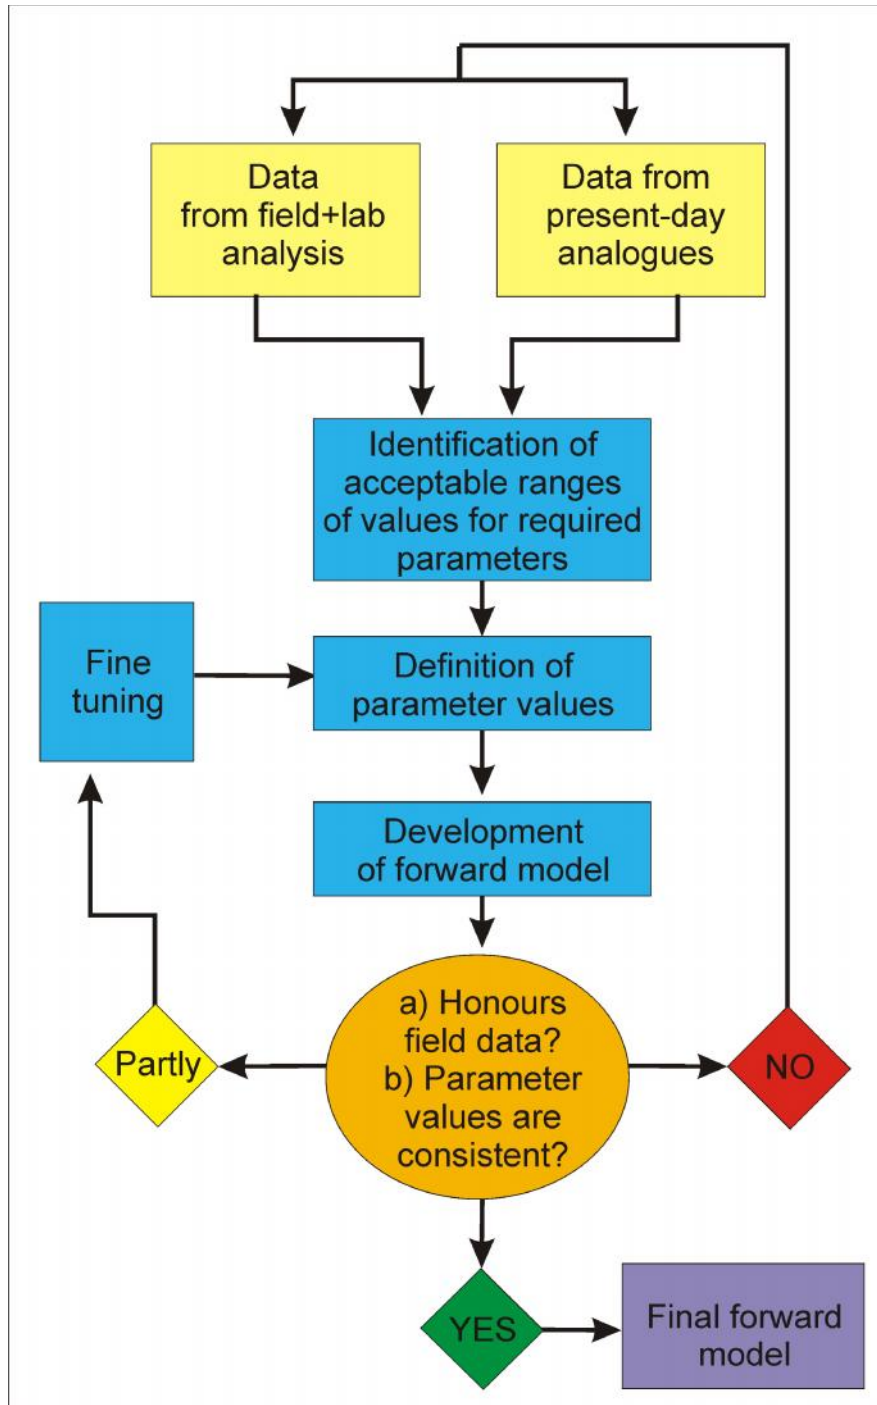 Data
from field+lab
analysis
Data from
present-day
analogues
Identification of
acceptable ranges
of values for required
parameters
Fine
tuning
Definition of
parameter values
Development
of forward model
a) Honours
field data?
b) Parameter
values are
consistent?
Partly
NO
YES
Final forward
model